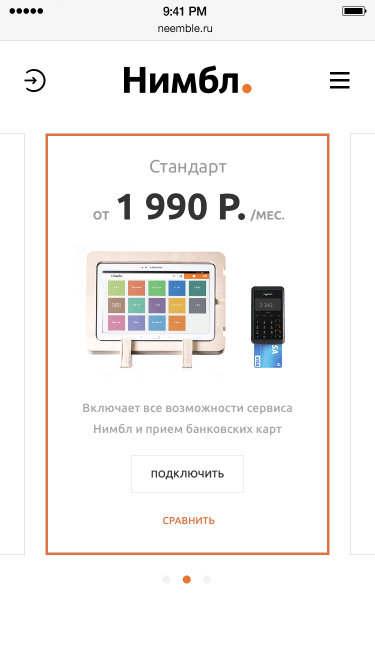 9:41 PM
neemble.ru
Нимбл.
Стандарт
от 1 990 Р. /мес.
Включает все возможности сервиса
Нимбл и прием банковских карт
ПОДКЛЮЧИТЬ
СРАВНИТЬ